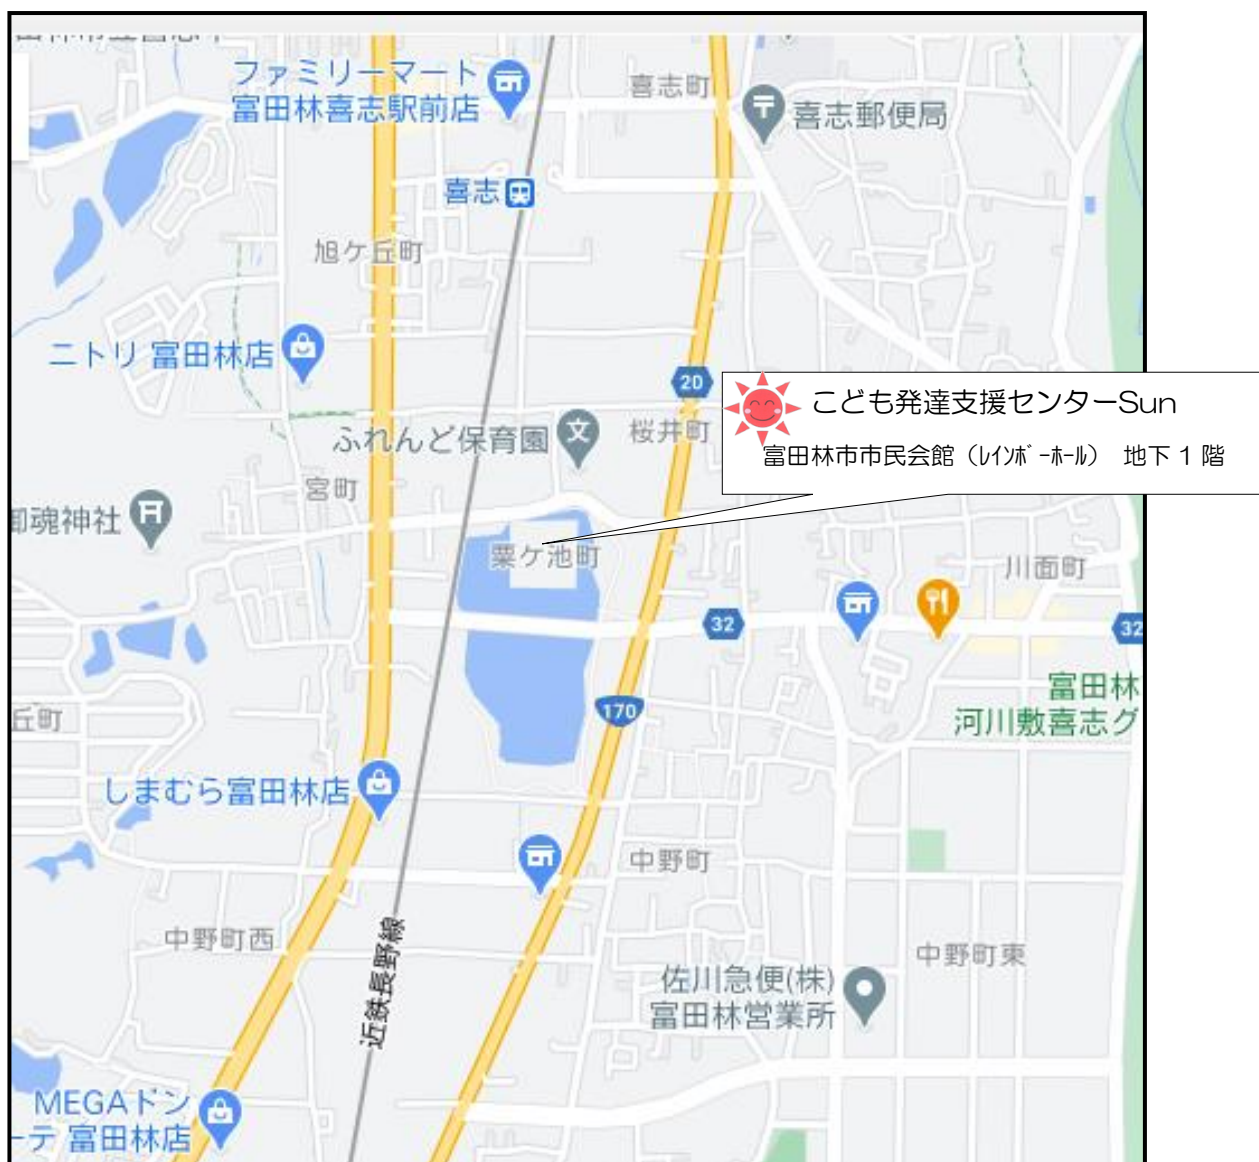 ファミリーマート
富田林喜志駅前店
喜志町
喜志郵便局
喜志
旭ケ丘町
ニトリ 富田林店
20
こども発達支援センターSun
富田林市市民会館（ﾚｲﾝﾎﾞｰﾎｰﾙ） 地下1階
ふれんど保育園
桜井町
宮町
御魂神社
粟ケ池町
川面町
32
32
富田林
河川敷喜志グ
丘町
170
しまむら富田林店
中野町
中野町西
近鉄長野線
中野町東
佐川急便(株)
富田林営業所
MEGAドン
ーテ 富田林店